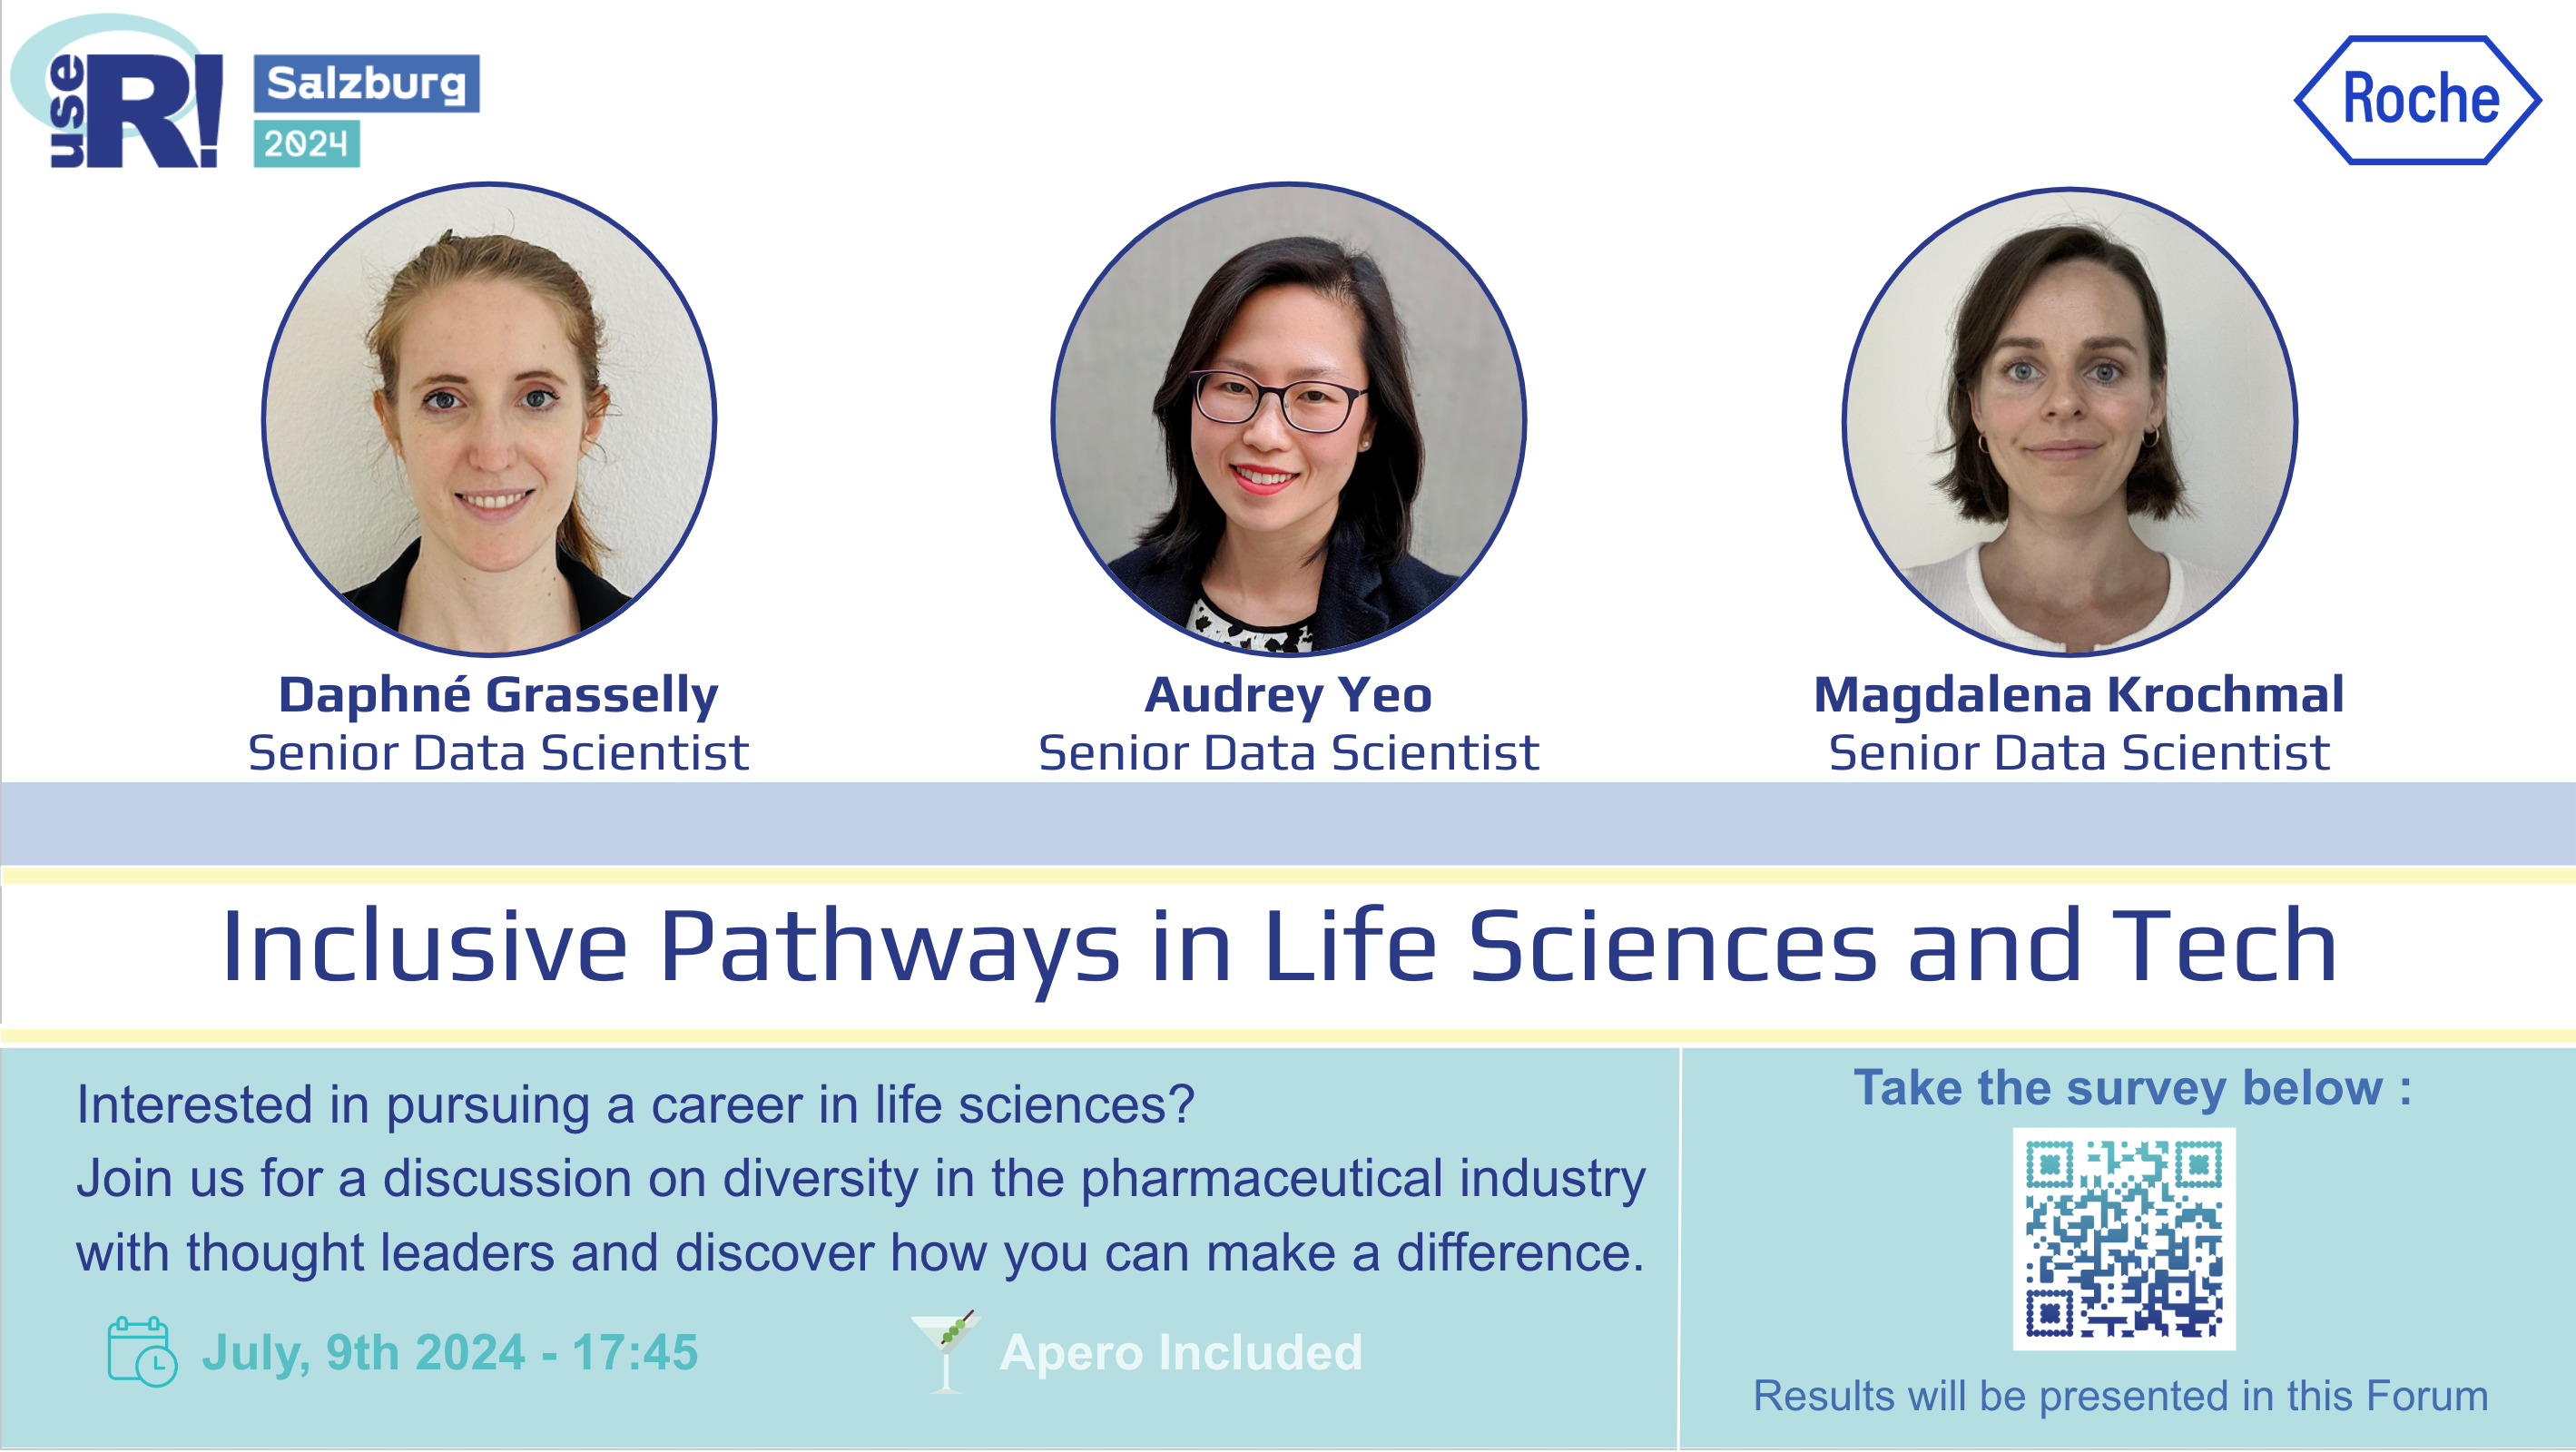 use R!
Salzburg
2024
Roche
Daphné Grasselly
Senior Data Scientist
Audrey Yeo
Senior Data Scientist
Magdalena Krochmal
Senior Data Scientist
Inclusive Pathways in Life Sciences and Tech
Interested in pursuing a career in life sciences?
Join us for a discussion on diversity in the pharmaceutical industry
with thought leaders and discover how you can make a difference.
July, 9th 2024 - 17:45
Apero Included
Take the survey below :
Results will be presented in this Forum